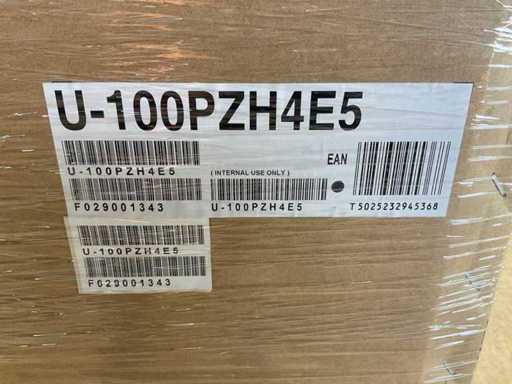 U-100PZH4E5
EAN
U-100PZH4E5
( INTERNAL USE ONLY )
F029001343
U-100PZH4E5
T5025232945368
U-100PZH4E5
F029001343